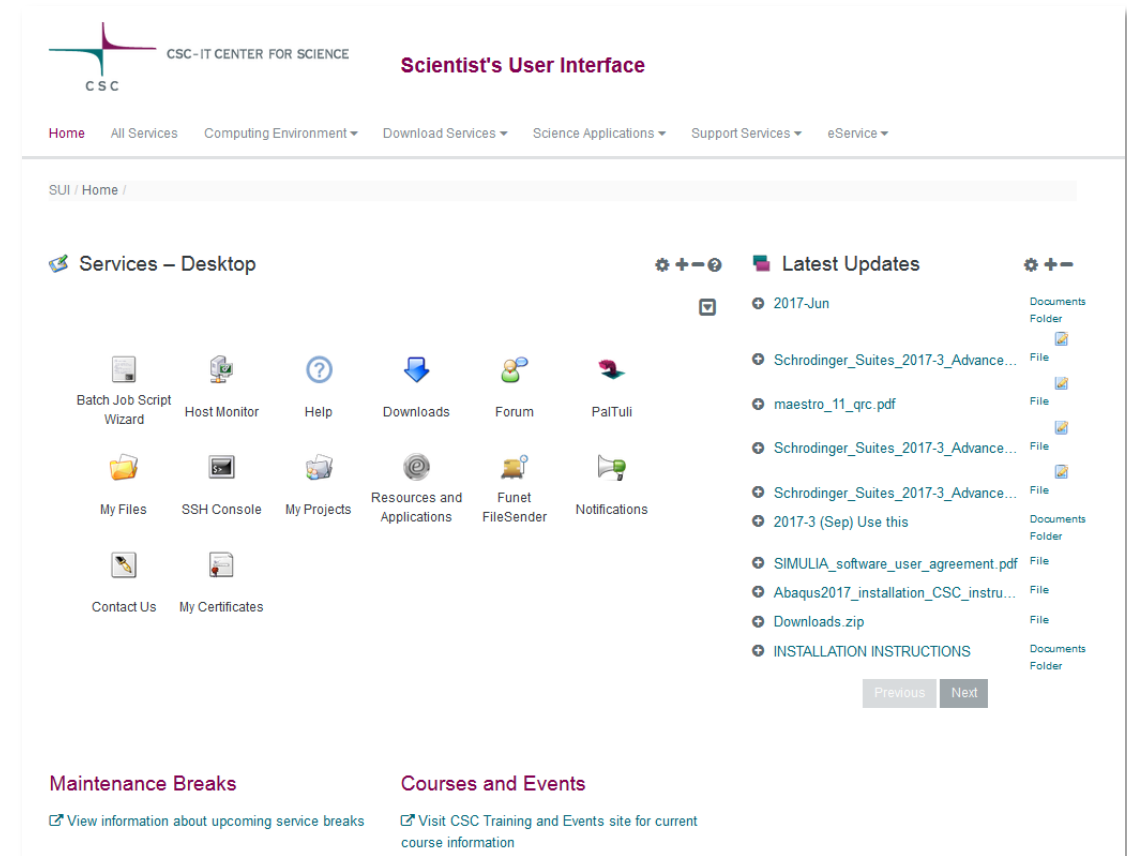 CSC-IT CENTER FOR SCIENCE
CSC
Scientist's User Interface
Home All Services Computing Environment Download Services Science Applications Support Services eService
SUI / Home /
Services – Desktop
Batch Job Script
Wizard
Host Monitor
Help
Downloads
Forum
PalTuli
My Files
SSH Console
My Projects
Resources and
Applications
Funet
FileSender
Notifications
Contact Us
My Certificates
Latest Updates
2017-Jun Documents
Folder
Schrodinger_Suites_2017-3_Advance... File
maestro_11_qrc.pdf File
Schrodinger_Suites_2017-3_Advance... File
Schrodinger_Suites_2017-3_Advance... File
2017-3 (Sep) Use this Documents
Folder
SIMULIA_software_user_agreement.pdf File
Abaqus2017_installation_CSC_instru... File
Downloads.zip File
INSTALLATION INSTRUCTIONS Documents
Folder
Previous Next
Maintenance Breaks
View information about upcoming service breaks
Courses and Events
Visit CSC Training and Events site for current
course information